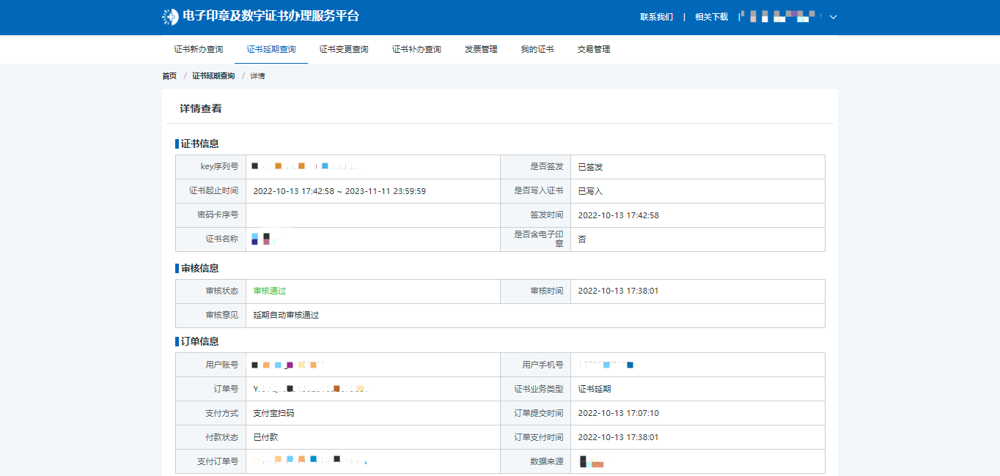 电子印章及数字证书办理服务平台
联系我们 | 相关下载 |
证书新办查询 证书延期查询 证书变更查询 证书补办查询 发票管理 我的证书 交易管理
首页 / 证书延期查询 / 详情
详情查看
证书信息
key序列号 是否签发 已签发
证书起止时间 2022-10-13 17:42:58 ~ 2023-11-11 23:59:59 是否写入证书 已写入
密码卡序号 签发时间 2022-10-13 17:42:58
证书名称 是否含电子印章 否
审核信息
审核状态 审核通过 审核时间 2022-10-13 17:38:01
审核意见 延期自动审核通过
订单信息
用户账号 用户手机号
订单号 证书业务类型 证书延期
支付方式 支付宝扫码 订单提交时间 2022-10-13 17:07:10
付款状态 已付款 订单支付时间 2022-10-13 17:38:01
支付订单号 数据来源